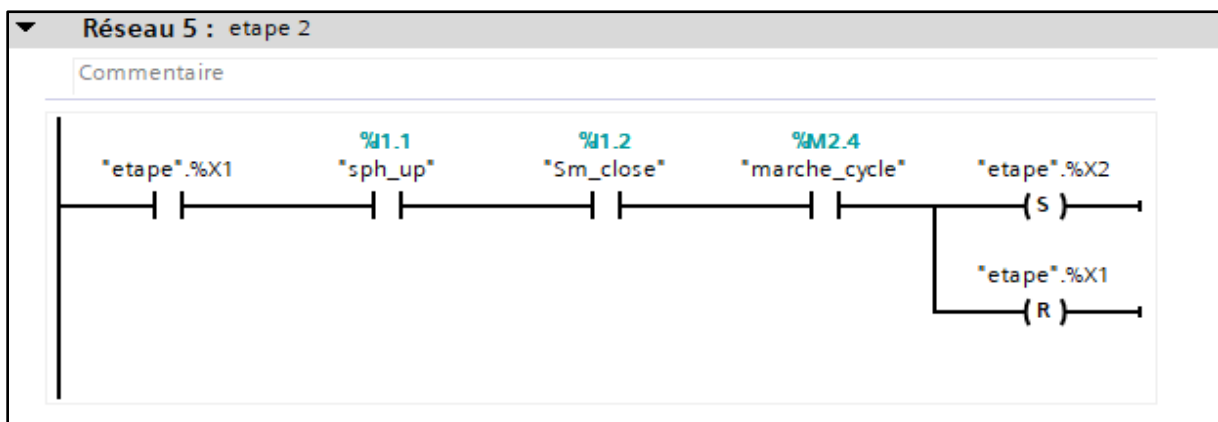 Réseau 5 : etape 2
Commentaire
%I1.1 %I1.2 %M2.4
"etape".%X1 "sph_up" "Sm_close" "marche_cycle" "etape".%X2
( S )
"etape".%X1
( R )